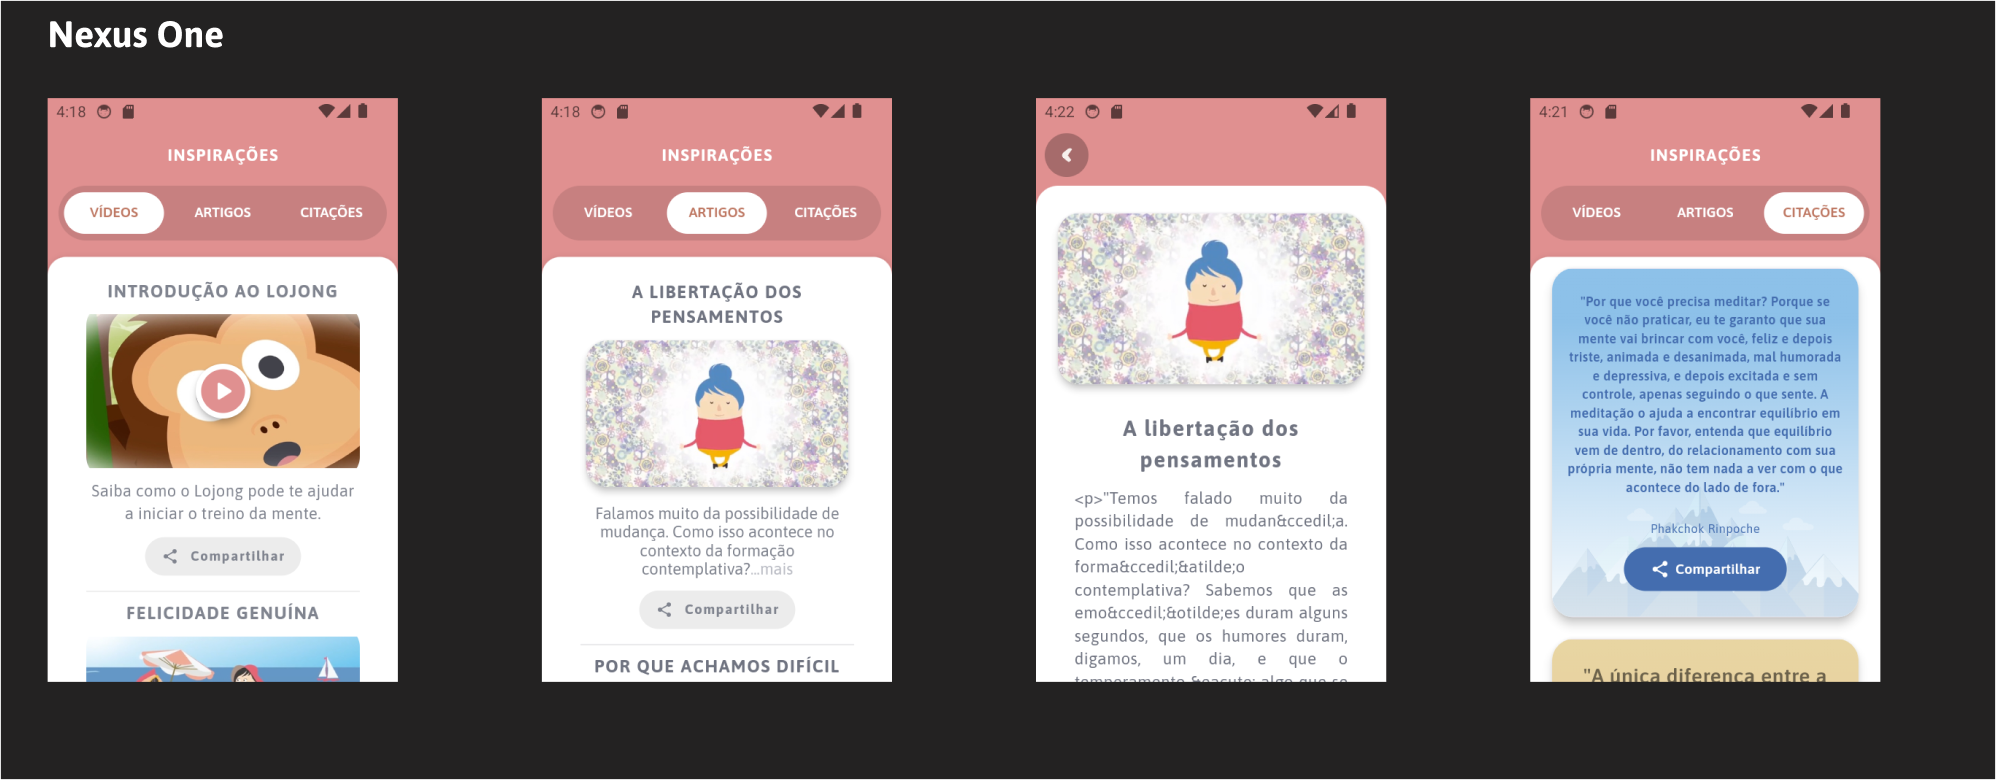 Nexus One
4:18
INSPIRAÇÕES
VÍDEOS ARTIGOS CITAÇÕES
INTRODUÇÃO AO LOJONG
Saiba como o Lojong pode te ajudar
a iniciar o treino da mente.
Compartilhar
FELICIDADE GENUÍNA
4:18
INSPIRAÇÕES
VÍDEOS ARTIGOS CITAÇÕES
A LIBERTAÇÃO DOS
PENSAMENTOS
Falamos muito da possibilidade de
mudança. Como isso acontece no
contexto da formação
contemplativa?...mais
Compartilhar
POR QUE ACHAMOS DIFÍCIL
4:22
A libertação dos
pensamentos
<p>"Temos falado muito da
possibilidade de mudan&ccedil;a.
Como isso acontece no contexto da
forma&ccedil;&atilde;o
contemplativa? Sabemos que as
emo&ccedil;&otilde;es duram alguns
segundos, que os humores duram,
digamos, um dia, e que o
temperamento &eacute; algo que se
4:21
INSPIRAÇÕES
VÍDEOS ARTIGOS CITAÇÕES
"Por que você precisa meditar? Porque se
você não praticar, eu te garanto que sua
mente vai brincar com você, feliz e depois
triste, animada e desanimada, mal humorada
e depressiva, e depois excitada e sem
controle, apenas seguindo o que sente. A
meditação o ajuda a encontrar equilíbrio em
sua vida. Por favor, entenda que equilíbrio
vem de dentro, do relacionamento com sua
própria mente, não tem nada a ver com o que
acontece do lado de fora."
Phakchok Rinpoche
Compartilhar
"A única diferença entre a